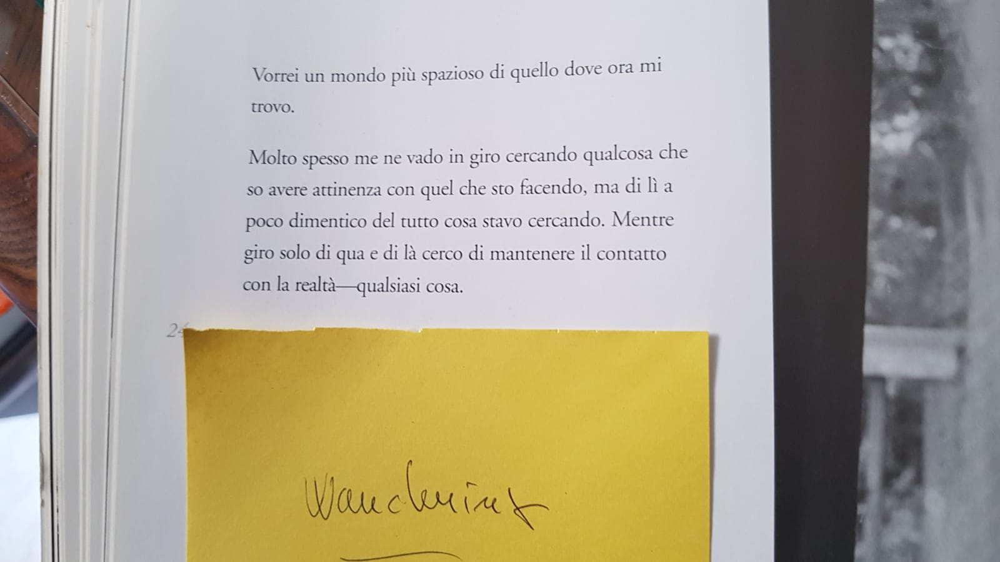 Vorrei un mondo più spazioso di quello dove ora mi
trovo.
Molto spesso me ne vado in giro cercando qualcosa che
so avere attinenza con quel che sto facendo, ma di lì a
poco dimentico del tutto cosa stavo cercando. Mentre
giro solo di qua e di là cerco di mantenere il contatto
con la realtà—qualsiasi cosa.